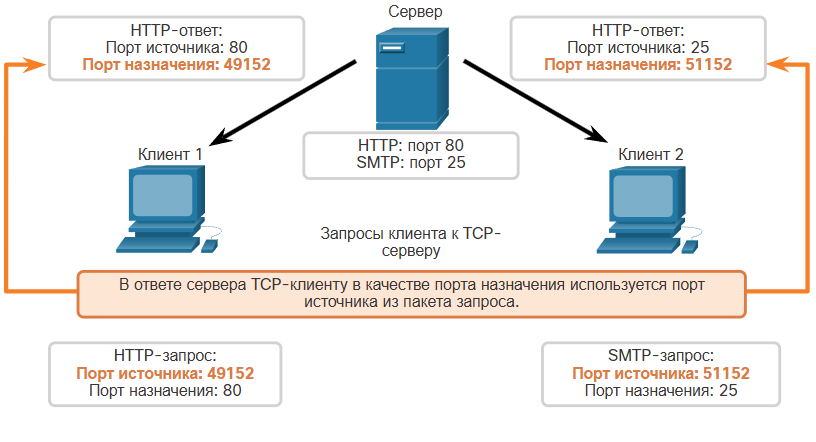 Сервер
HTTP-ответ:
Порт источника: 80
Порт назначения: 49152
HTTP-ответ:
Порт источника: 25
Порт назначения: 51152
HTTP: порт 80
SMTP: порт 25
Клиент 1
Клиент 2
Запросы клиента к TCP-
серверу
В ответе сервера TCP-клиенту в качестве порта назначения используется порт
источника из пакета запроса.
HTTP-запрос:
Порт источника: 49152
Порт назначения: 80
SMTP-запрос:
Порт источника: 51152
Порт назначения: 25